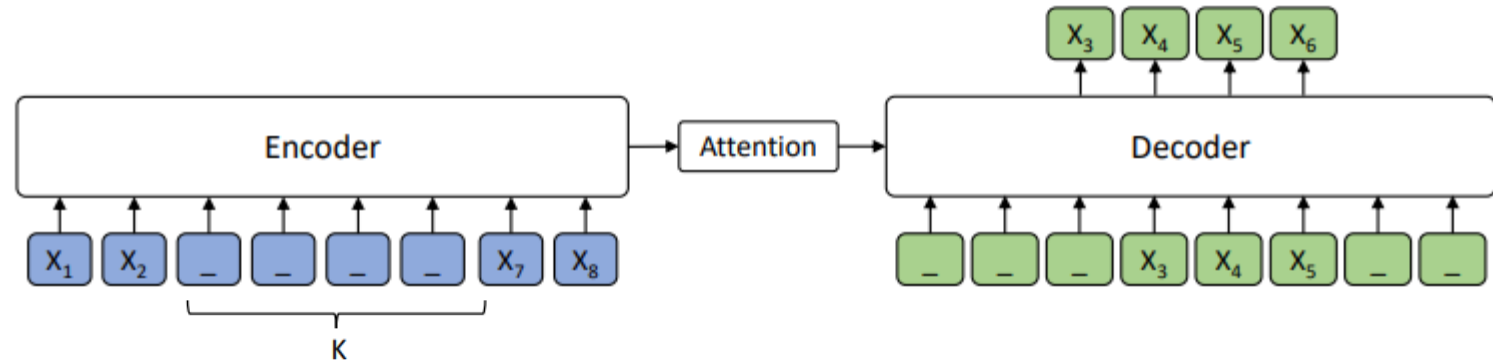 X₃ X₄ X₅ X₆
Encoder Attention Decoder
X₁ X₂ _ _ _ _ X₇ X₈ _ _ _ X₃ X₄ X₅ _ _
K